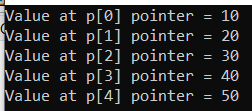 Value at p[0] pointer = 10
Value at p[1] pointer = 20
Value at p[2] pointer = 30
Value at p[3] pointer = 40
Value at p[4] pointer = 50